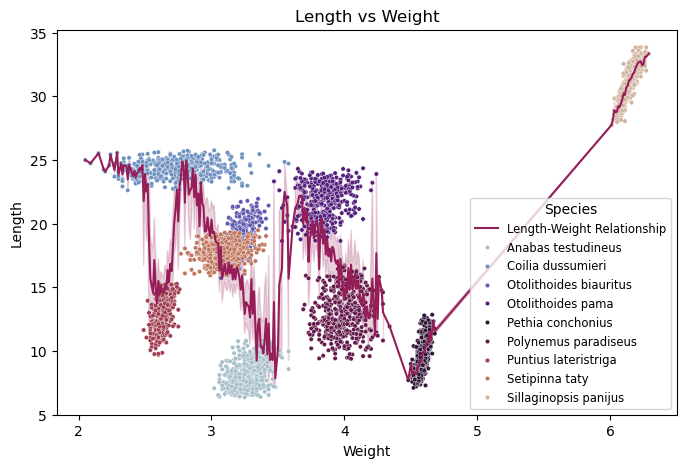 Length vs Weight
Length
35
30
25
20
15
10
5
2
3
4
5
6
Weight
Species
Length-Weight Relationship
Anabas testudineus
Coilia dussumieri
Otolithoides biauritus
Otolithoides pama
Pethia conchonius
Polynemus paradiseus
Puntius lateristriga
Setipinna taty
Sillaginopsis panijus